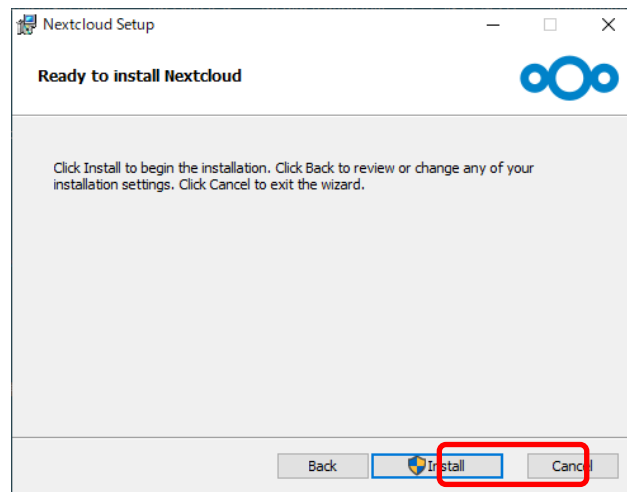 Nextcloud Setup
Ready to install Nextcloud
Click Install to begin the installation. Click Back to review or change any of your
installation settings. Click Cancel to exit the wizard.
Back Install Cancel